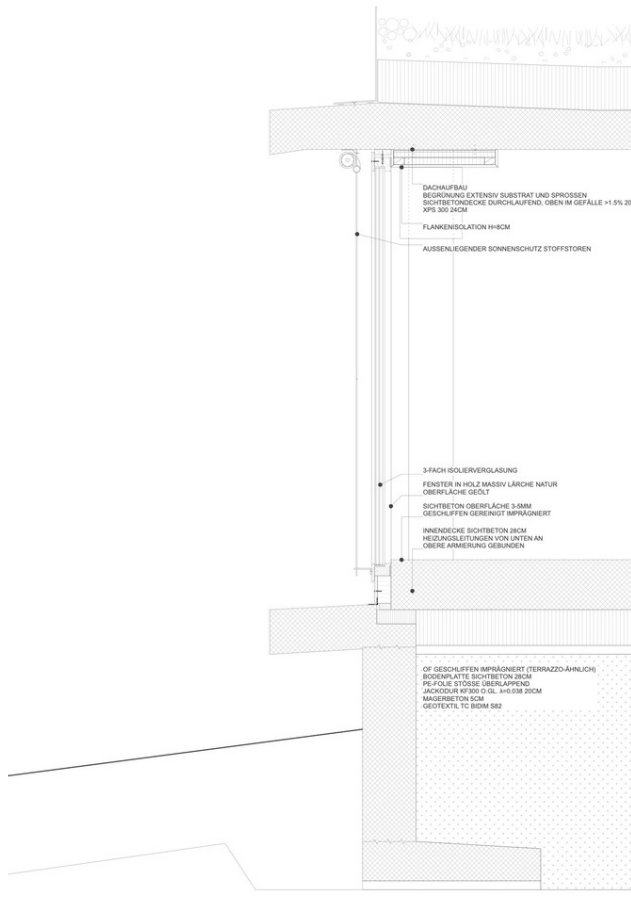 DACHAUFBAU
BEGRÜNUNG EXTENSIV SUBSTRAT UND SPROSSEN
SICHTBETONDECKE DURCHLAUFEND, OBEN IM GEFÄLLE >1.5% 20
XPS 300 24CM
FLANKENISOLATION H=8CM
AUSSENLIEGENDER SONNENSCHUTZ STOFFSTOREN
3-FACH ISOLIERVERGLASUNG
FENSTER IN HOLZ MASSIV LÄRCHE NATUR
OBERFLÄCHE GEÖLT
SICHTBETON OBERFLÄCHE 3-5MM
GESCHLIFFEN GEREINIGT IMPRÄGNIERT
INNENDECKE SICHTBETON 28CM
HEIZUNGSLEITUNGEN VON UNTEN AN
OBERE ARMIERUNG GEBUNDEN
OF GESCHLIFFEN IMPRÄGNIERT (TERRAZZO-ÄHNLICH)
BODENPLATTE SICHTBETON 28CM
PE-FOLIE STÖSSE ÜBERLAPPEND
JACKODUR KF300 O.GL. λ=0.038 20CM
MAGERBETON 5CM
GEOTEXTIL TC BIDIM S82